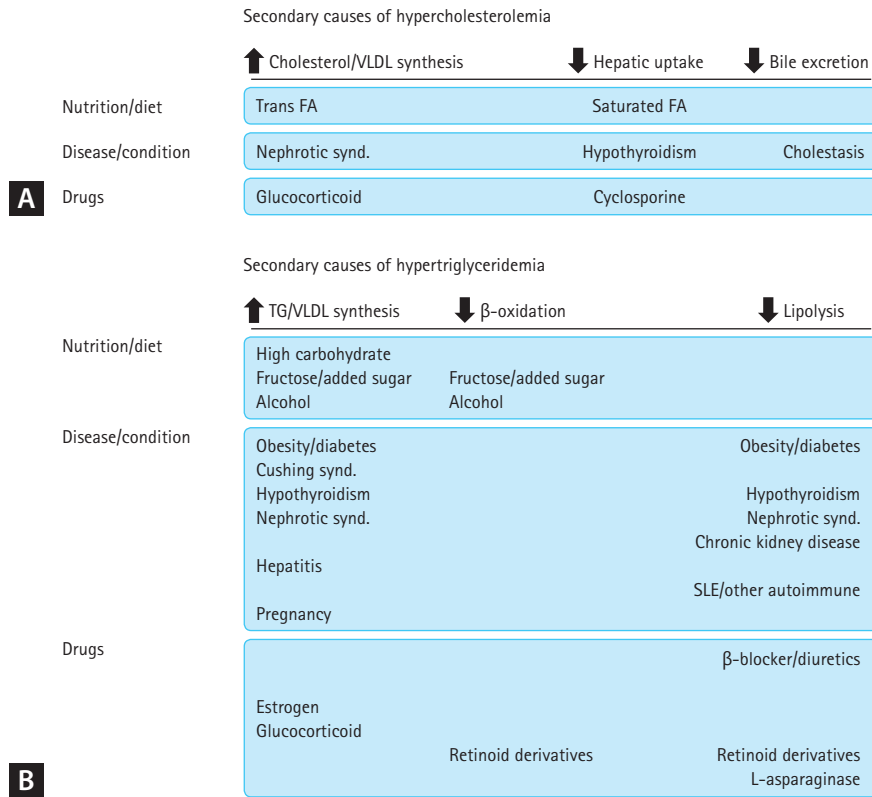 Secondary causes of hypercholesterolemia
Cholesterol/VLDL synthesis Hepatic uptake Bile excretion
Nutrition/diet Trans FA Saturated FA
Disease/condition Nephrotic synd. Hypothyroidism Cholestasis
A Drugs Glucocorticoid Cyclosporine
Secondary causes of hypertriglyceridemia
TG/VLDL synthesis β-oxidation Lipolysis
Nutrition/diet High carbohydrate
Fructose/added sugar Fructose/added sugar
Alcohol Alcohol
Disease/condition Obesity/diabetes Obesity/diabetes
Cushing synd.
Hypothyroidism Hypothyroidism
Nephrotic synd. Nephrotic synd.
Chronic kidney disease
Hepatitis
SLE/other autoimmune
Pregnancy
Drugs β-blocker/diuretics
Estrogen
Glucocorticoid
Retinoid derivatives Retinoid derivatives
B L-asparaginase